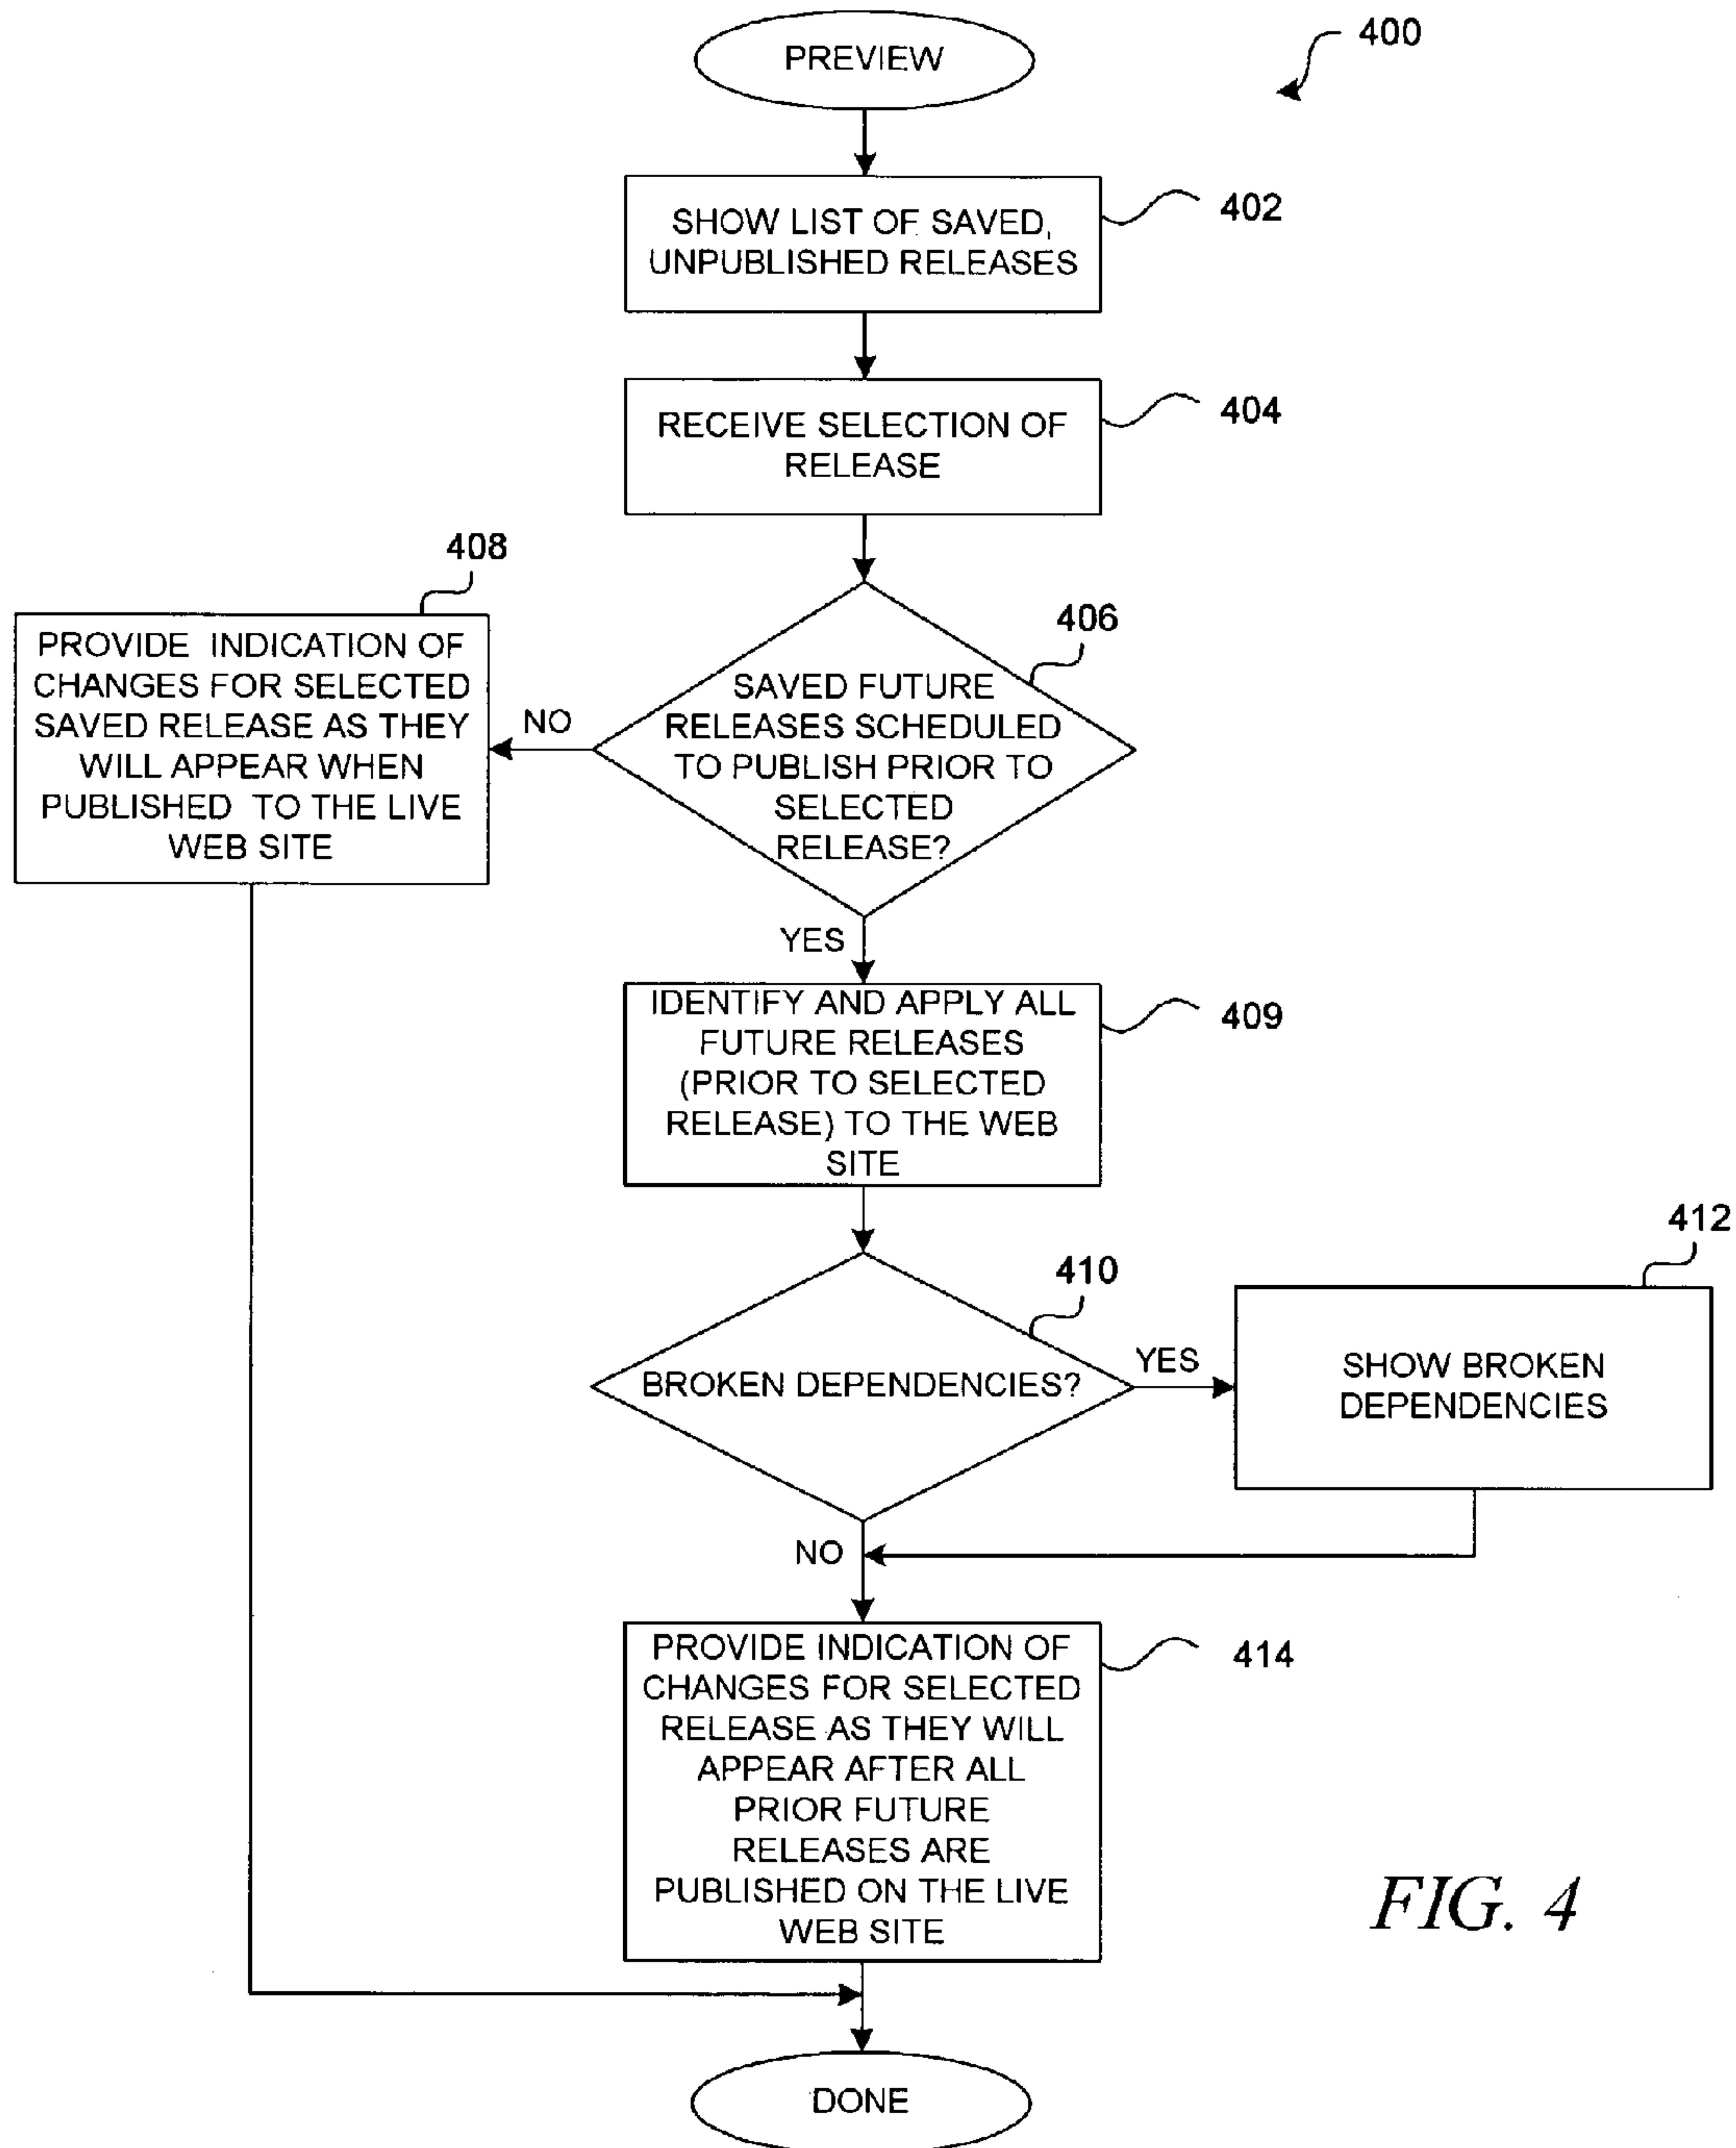 PREVIEW
400
SHOW LIST OF SAVED,
UNPUBLISHED RELEASES
402
RECEIVE SELECTION OF
RELEASE
404
408
PROVIDE INDICATION OF
CHANGES FOR SELECTED
SAVED RELEASE AS THEY
WILL APPEAR WHEN
PUBLISHED TO THE LIVE
WEB SITE
NO
406
SAVED FUTURE
RELEASES SCHEDULED
TO PUBLISH PRIOR TO
SELECTED
RELEASE?
YES
IDENTIFY AND APPLY ALL
FUTURE RELEASES
(PRIOR TO SELECTED
RELEASE) TO THE WEB
SITE
409
410
BROKEN DEPENDENCIES?
YES
412
SHOW BROKEN
DEPENDENCIES
NO
PROVIDE INDICATION OF
CHANGES FOR SELECTED
RELEASE AS THEY WILL
APPEAR AFTER ALL
PRIOR FUTURE
RELEASES ARE
PUBLISHED ON THE LIVE
WEB SITE
414
FIG. 4
DONE